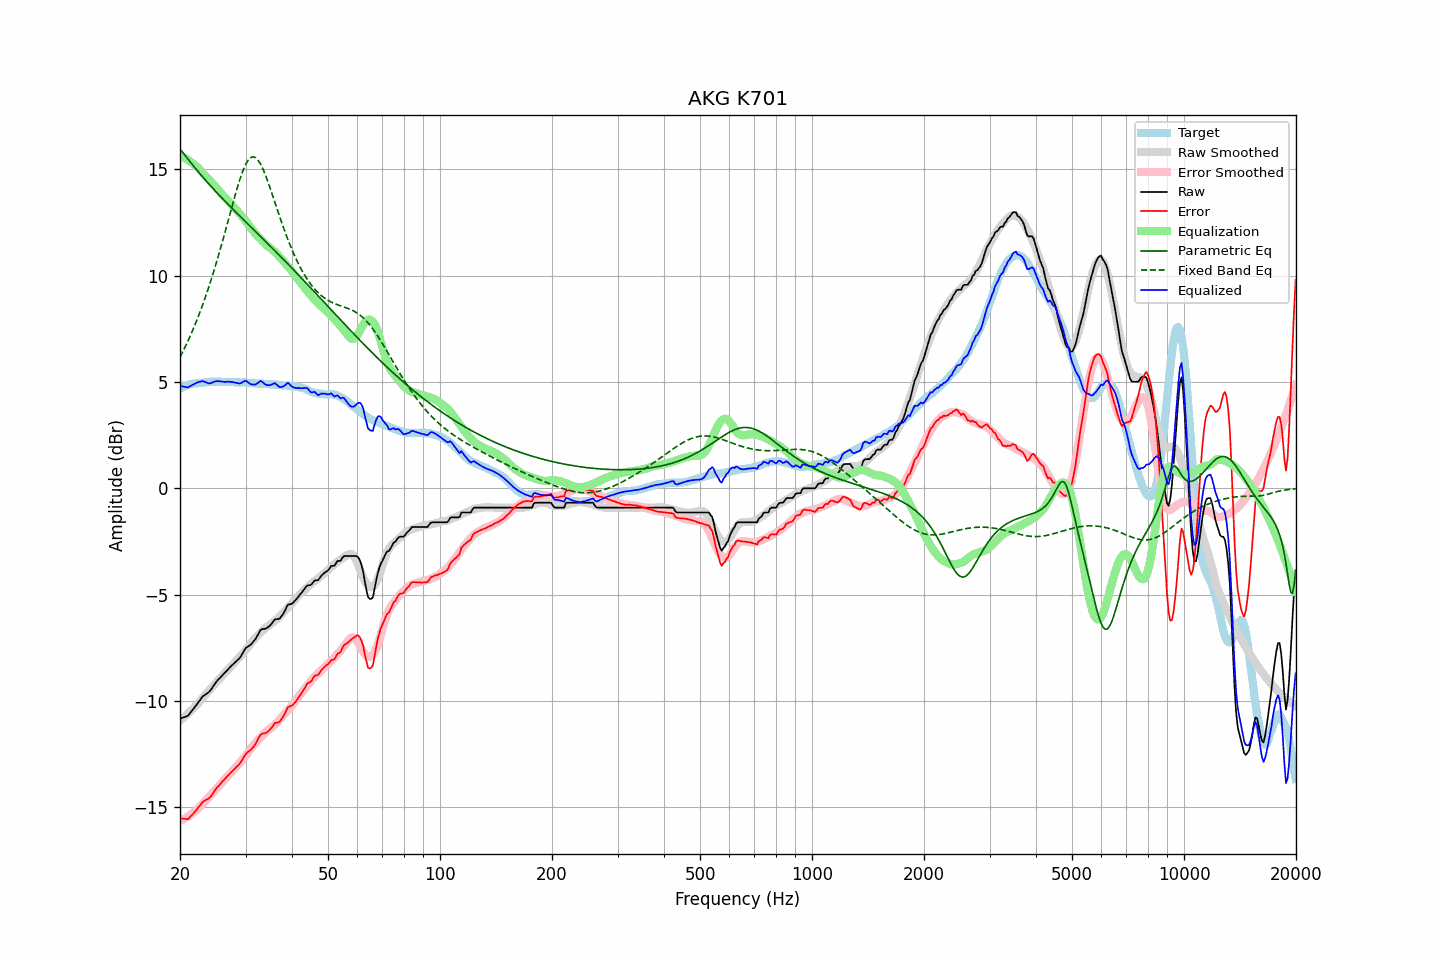 AKG K701
Target
Raw Smoothed
Error Smoothed
Raw
Error
Equalization
Parametric Eq
Fixed Band Eq
Equalized
Amplitude (dBr)
15
10
5
0
−5
−10
−15
20 50 100 200 500 1000 2000 5000 10000 20000
Frequency (Hz)